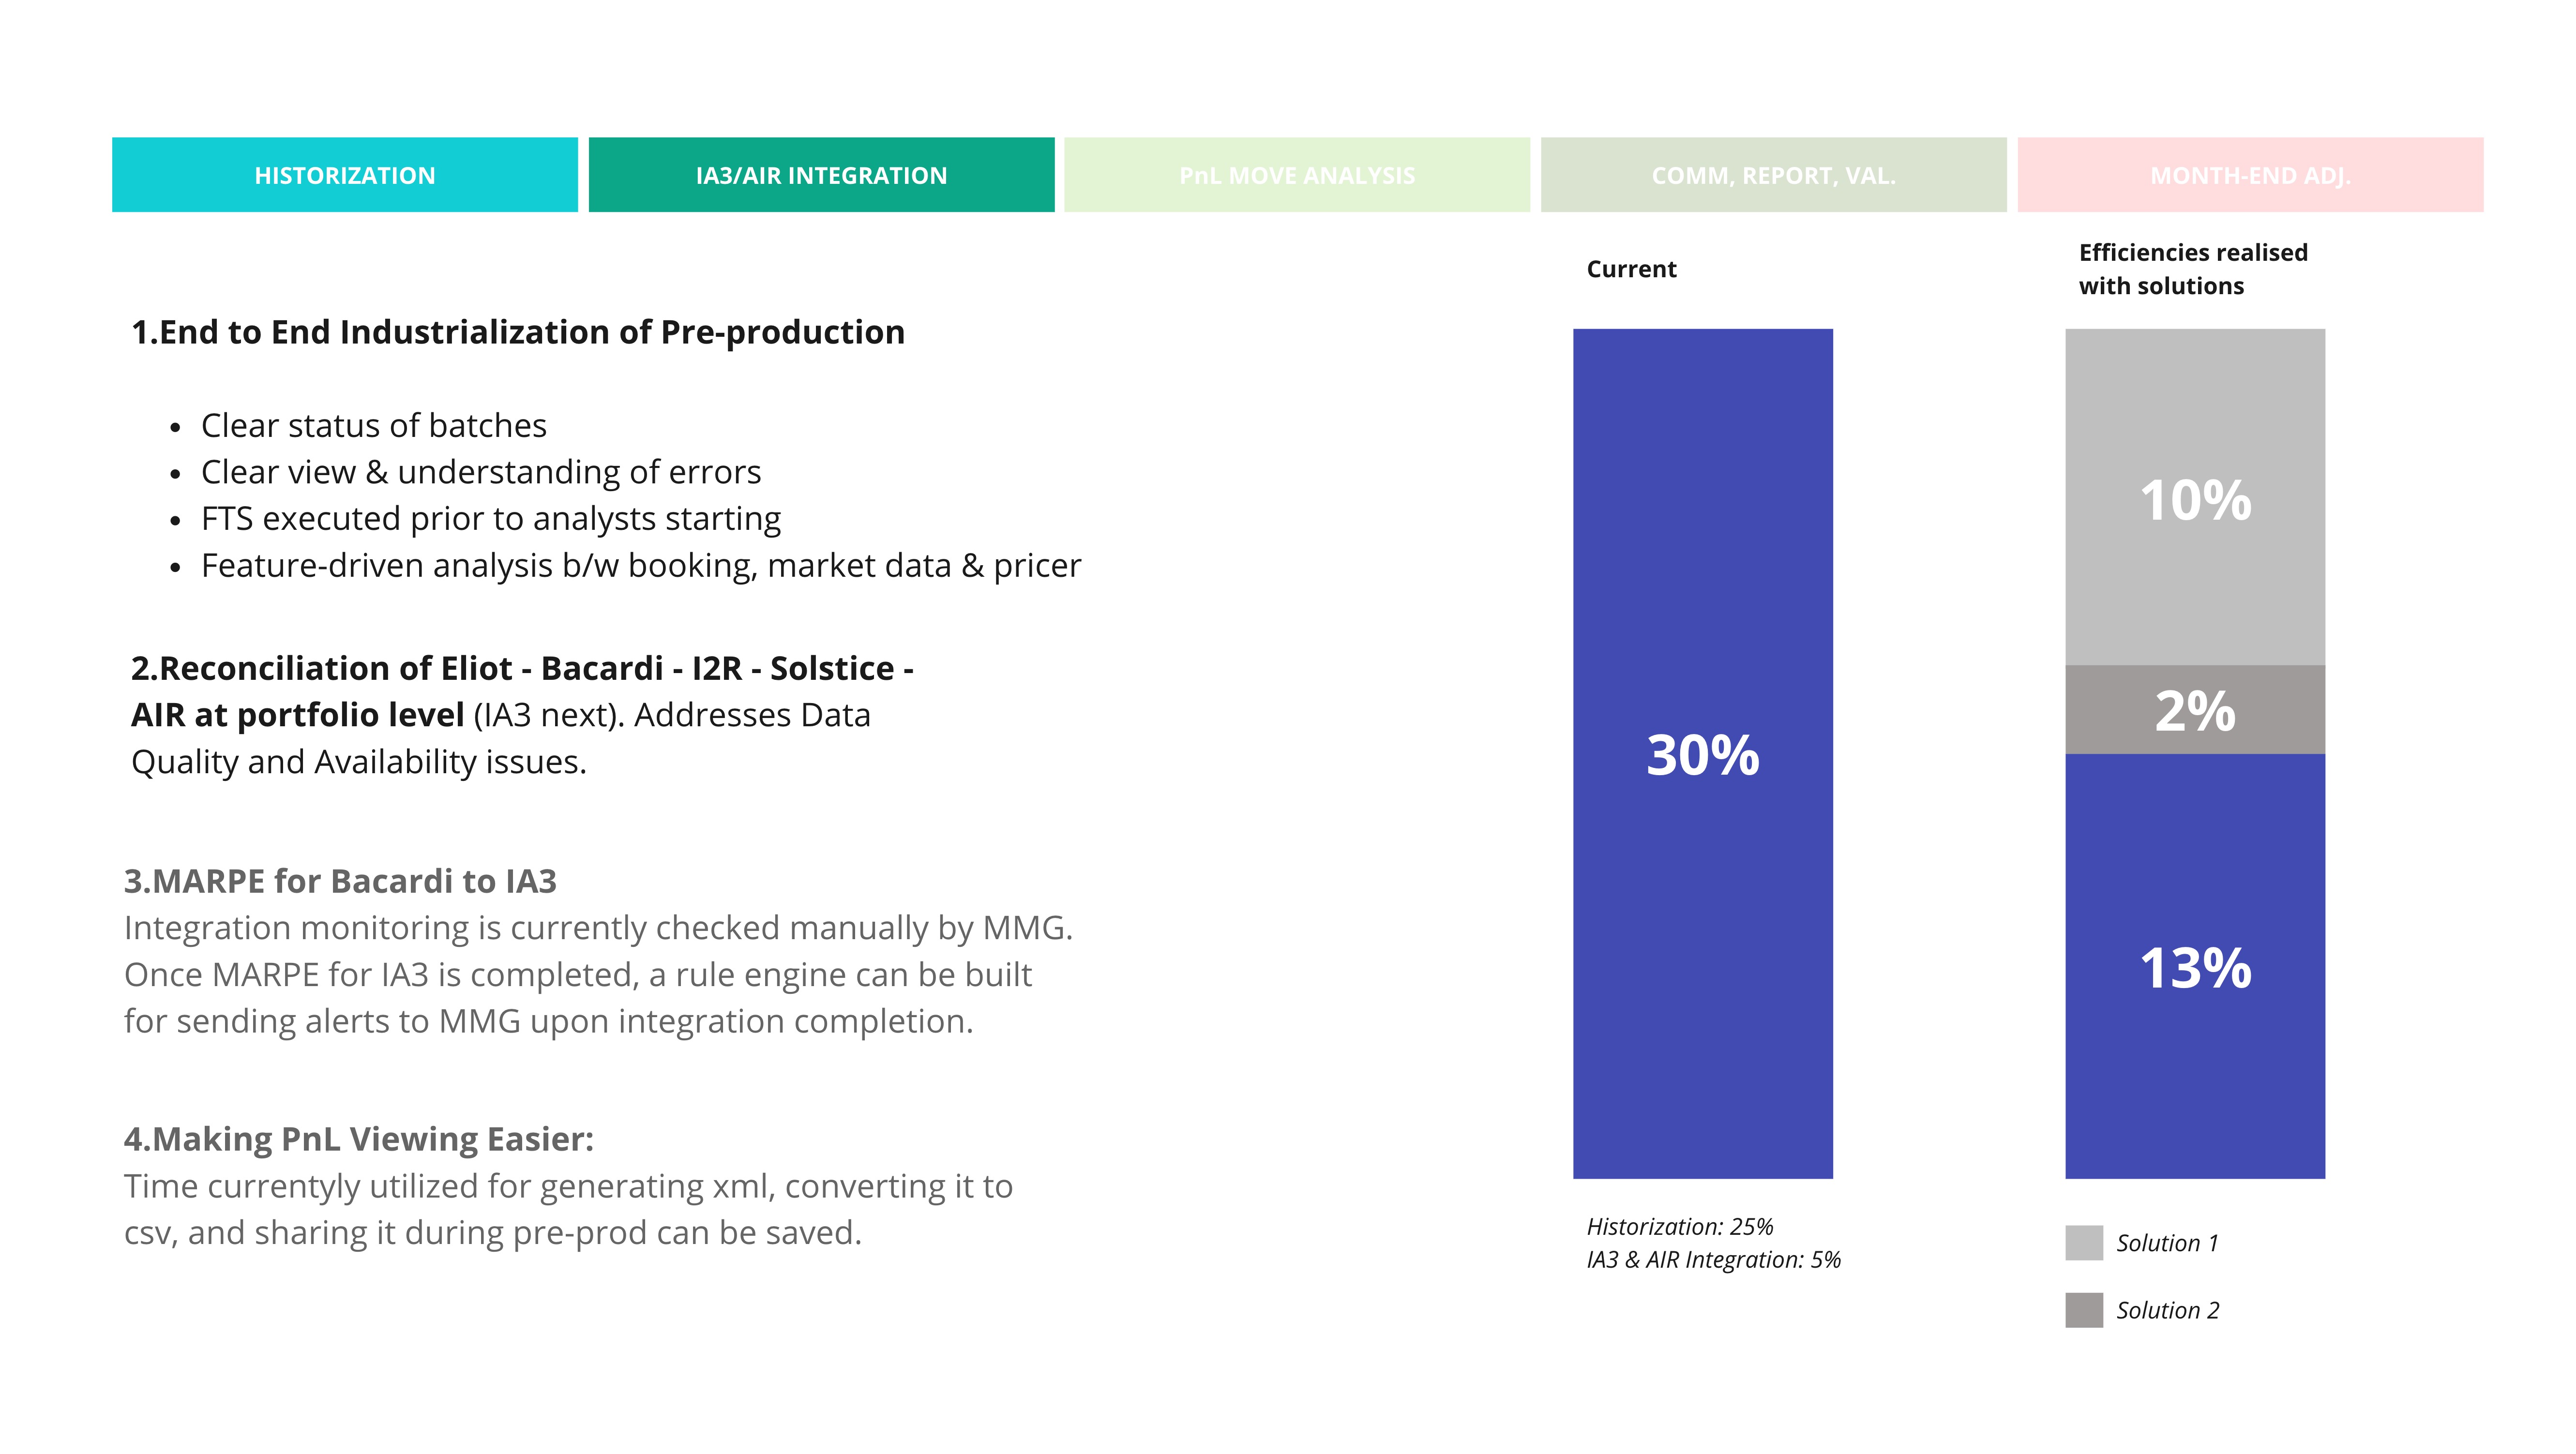 HISTORIZATION
IA3/AIR INTEGRATION
PnL MOVE ANALYSIS
COMM, REPORT, VAL.
MONTH-END ADJ.
1.End to End Industrialization of Pre-production
• Clear status of batches
• Clear view & understanding of errors
• FTS executed prior to analysts starting
• Feature-driven analysis b/w booking, market data & pricer
2.Reconciliation of Eliot - Bacardi - I2R - Solstice -
AIR at portfolio level (IA3 next). Addresses Data
Quality and Availability issues.
3.MARPE for Bacardi to IA3
Integration monitoring is currently checked manually by MMG.
Once MARPE for IA3 is completed, a rule engine can be built
for sending alerts to MMG upon integration completion.
4.Making PnL Viewing Easier:
Time currentyly utilized for generating xml, converting it to
csv, and sharing it during pre-prod can be saved.
Current
30%
Historization: 25%
IA3 & AIR Integration: 5%
Efficiencies realised
with solutions
10%
2%
13%
Solution 1
Solution 2